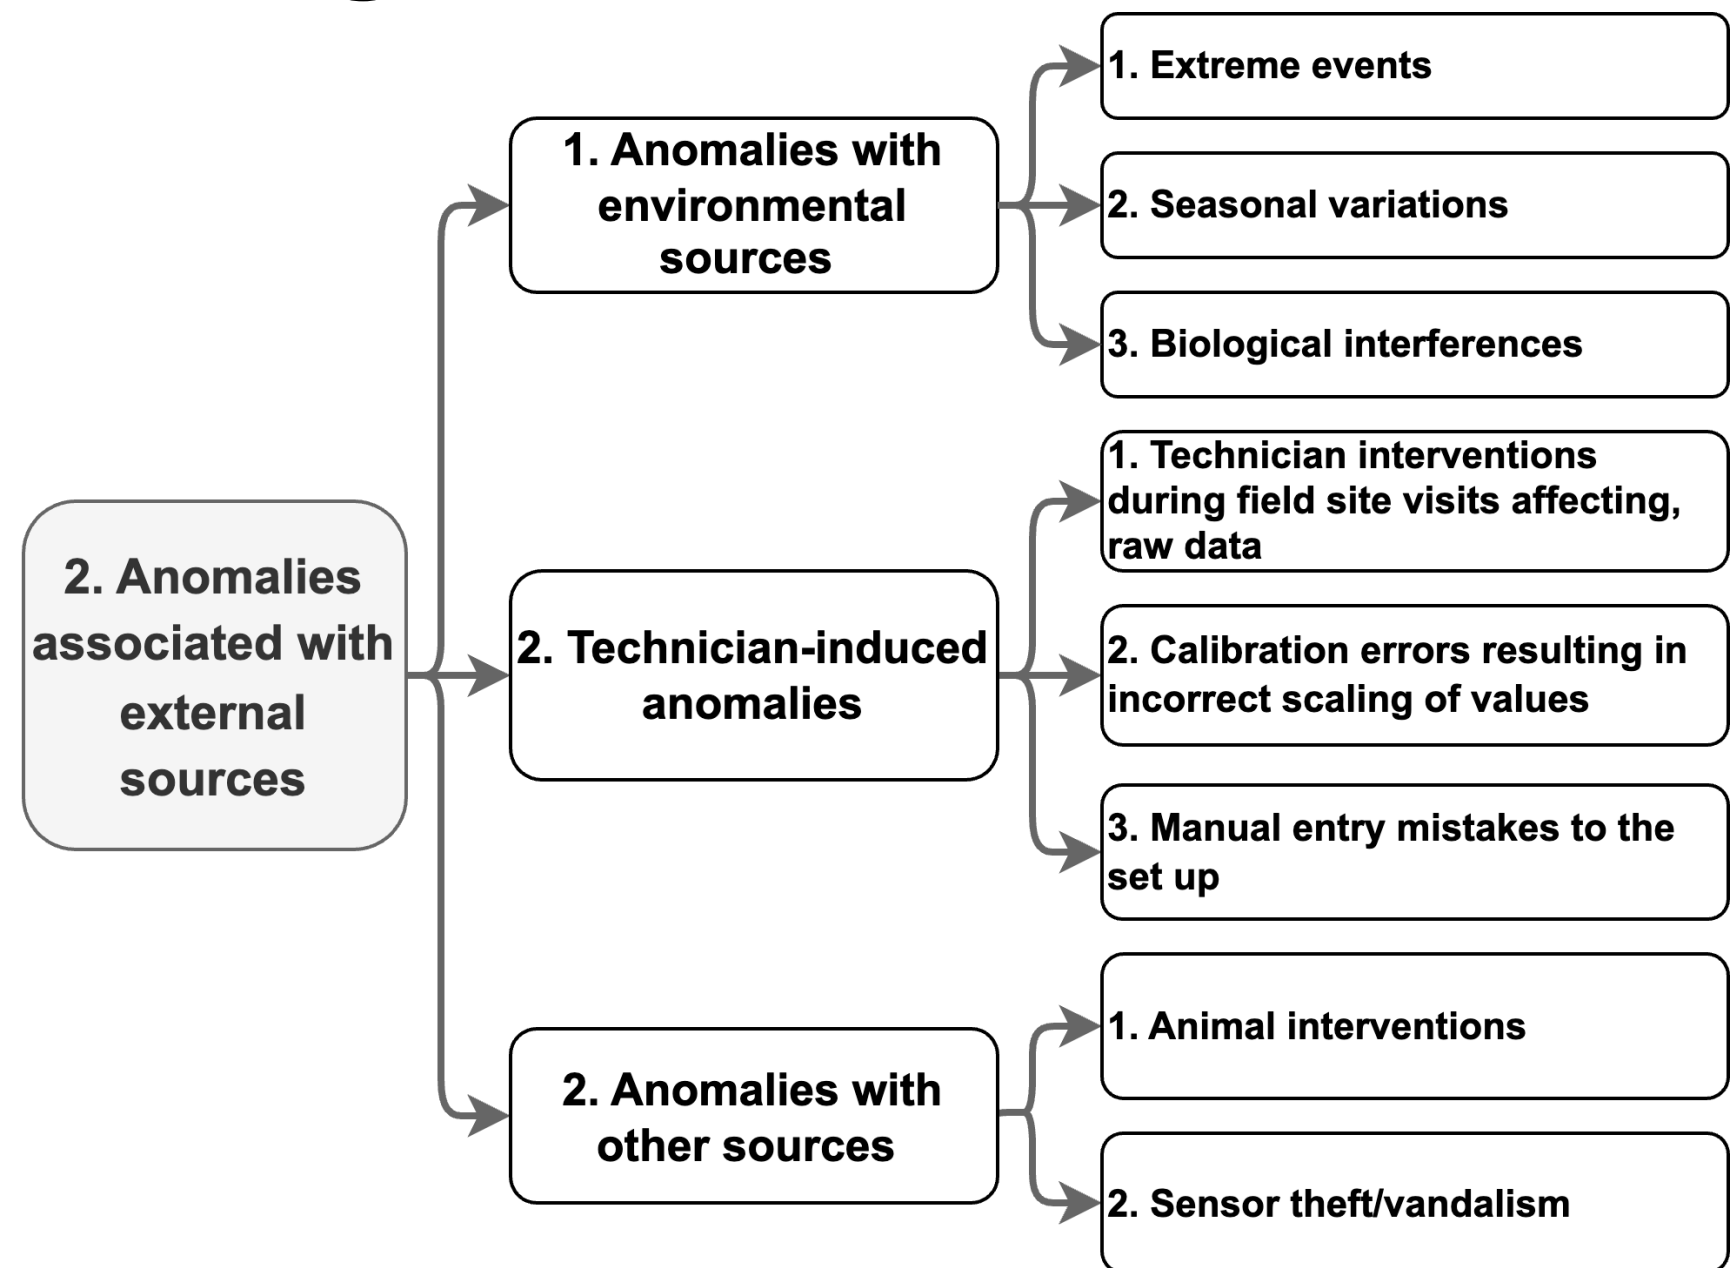 2. Anomalies
associated with
external
sources
1. Anomalies with
environmental
sources
1. Extreme events
2. Seasonal variations
3. Biological interferences
2. Technician-induced
anomalies
1. Technician interventions
during field site visits affecting,
raw data
2. Calibration errors resulting in
incorrect scaling of values
3. Manual entry mistakes to the
set up
2. Anomalies with
other sources
1. Animal interventions
2. Sensor theft/vandalism